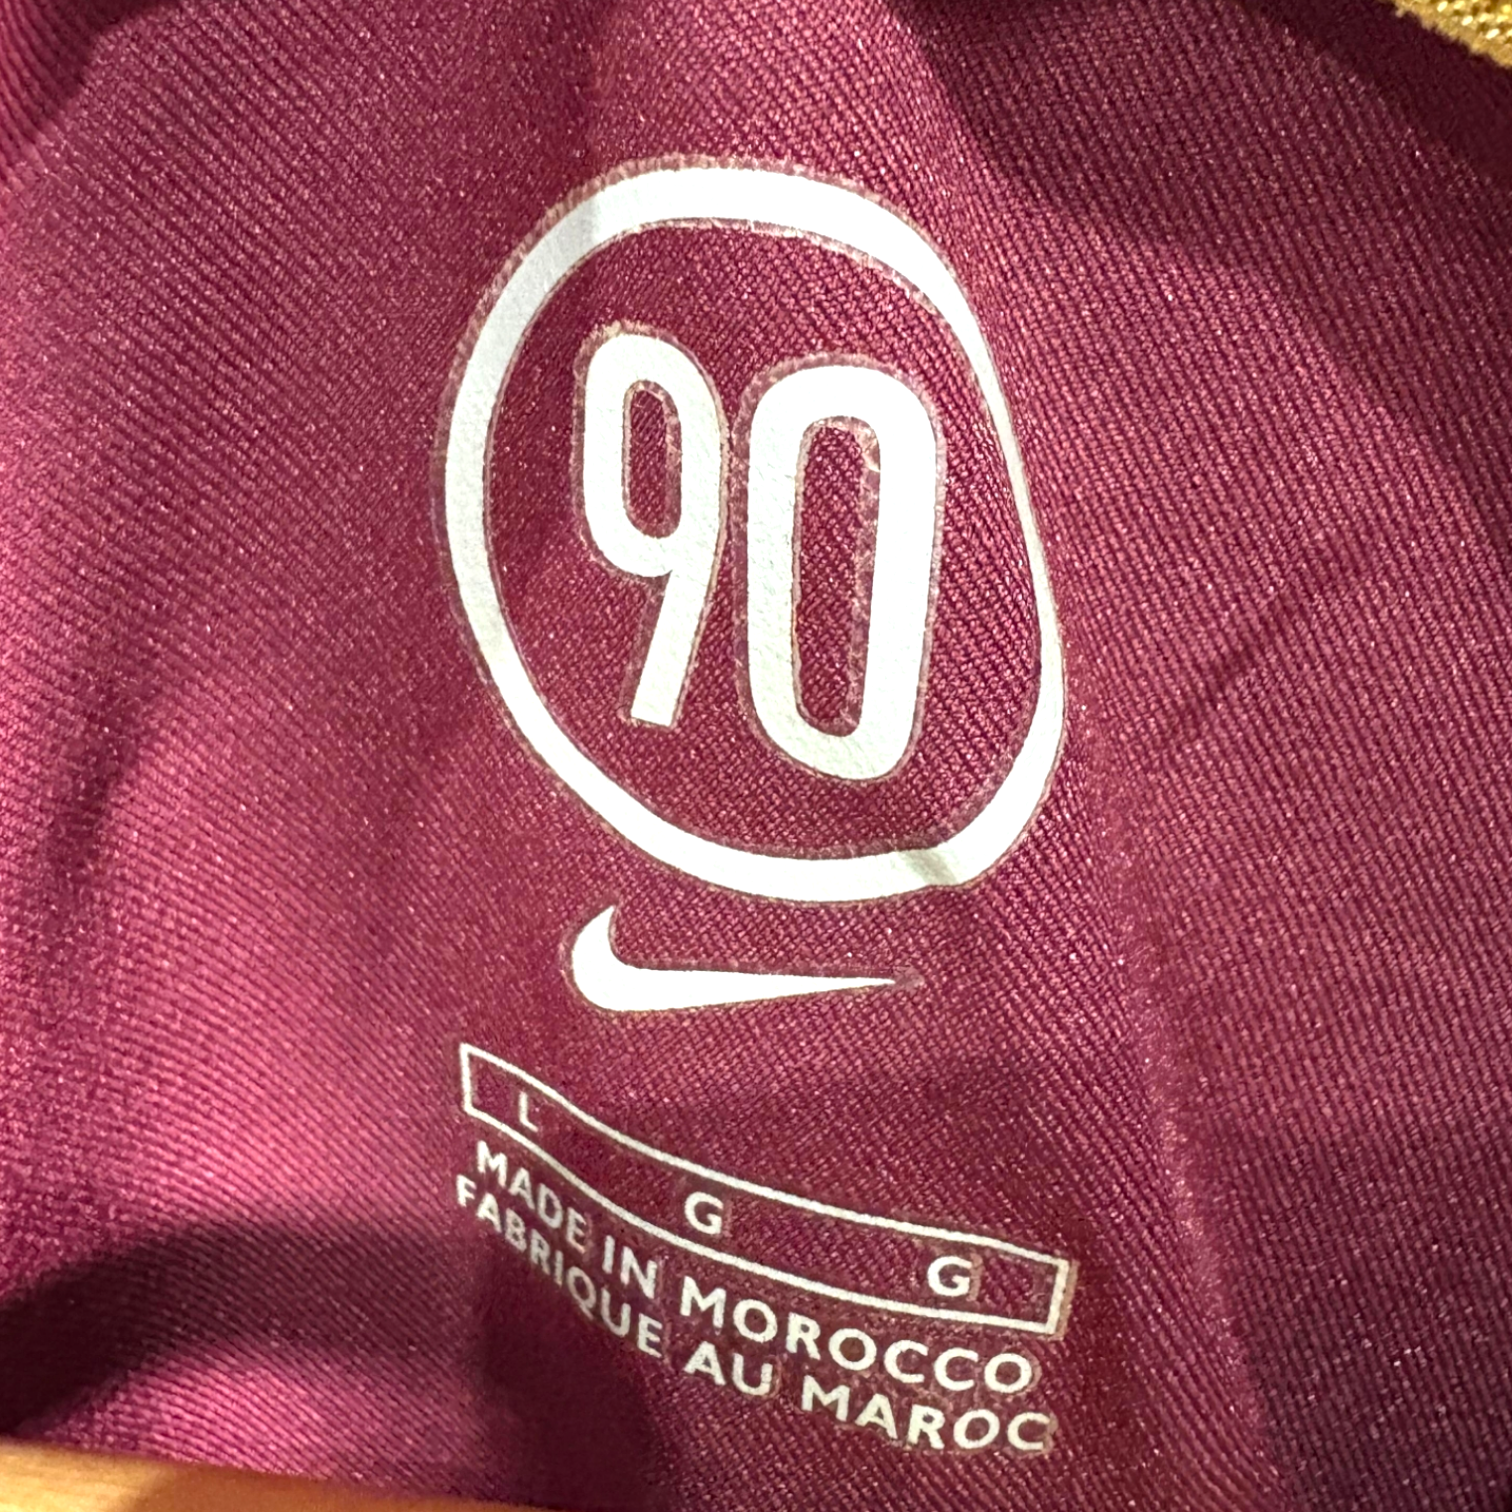 90
L G G
MADE IN MOROCCO
FABRIQUE AU MAROC